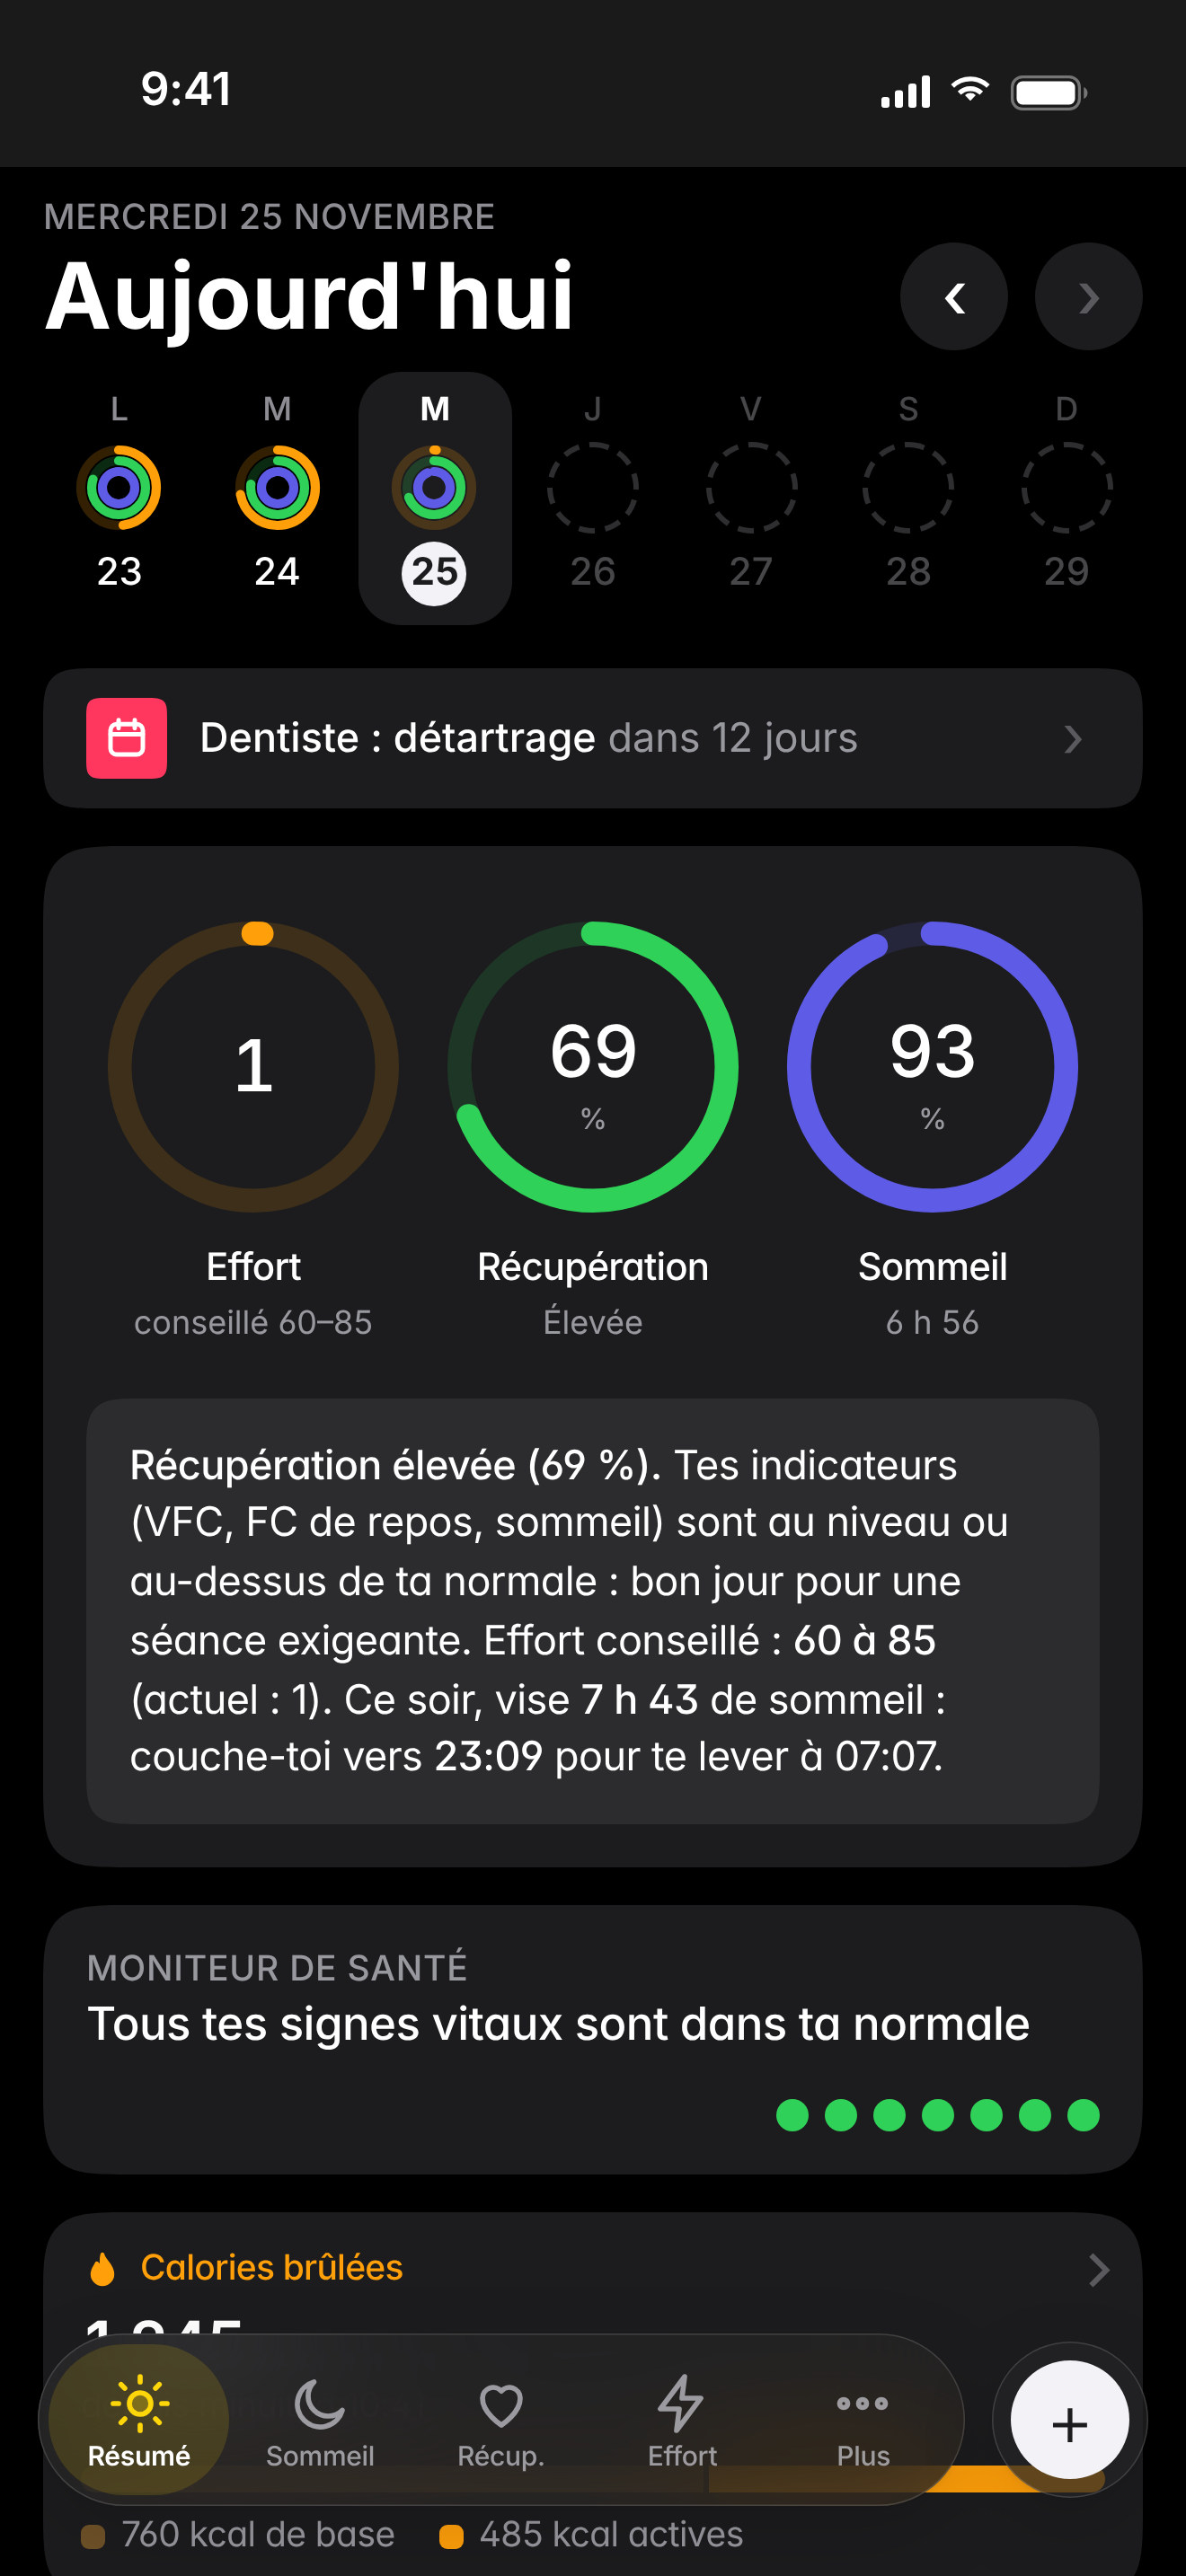 9:41
MERCREDI 25 NOVEMBRE
Aujourd'hui
L M M J V S D
23 24 25 26 27 28 29
Dentiste : détartrage dans 12 jours
1
69
%
93
%
Effort
Récupération
Sommeil
conseillé 60–85
Élevée
6 h 56
Récupération élevée (69 %). Tes indicateurs
(VFC, FC de repos, sommeil) sont au niveau ou
au-dessus de ta normale : bon jour pour une
séance exigeante. Effort conseillé : 60 à 85
(actuel : 1). Ce soir, vise 7 h 43 de sommeil :
couche-toi vers 23:09 pour te lever à 07:07.
MONITEUR DE SANTÉ
Tous tes signes vitaux sont dans ta normale
Calories brûlées
Résumé
Sommeil
Récup.
Effort
Plus
760 kcal de base
485 kcal actives